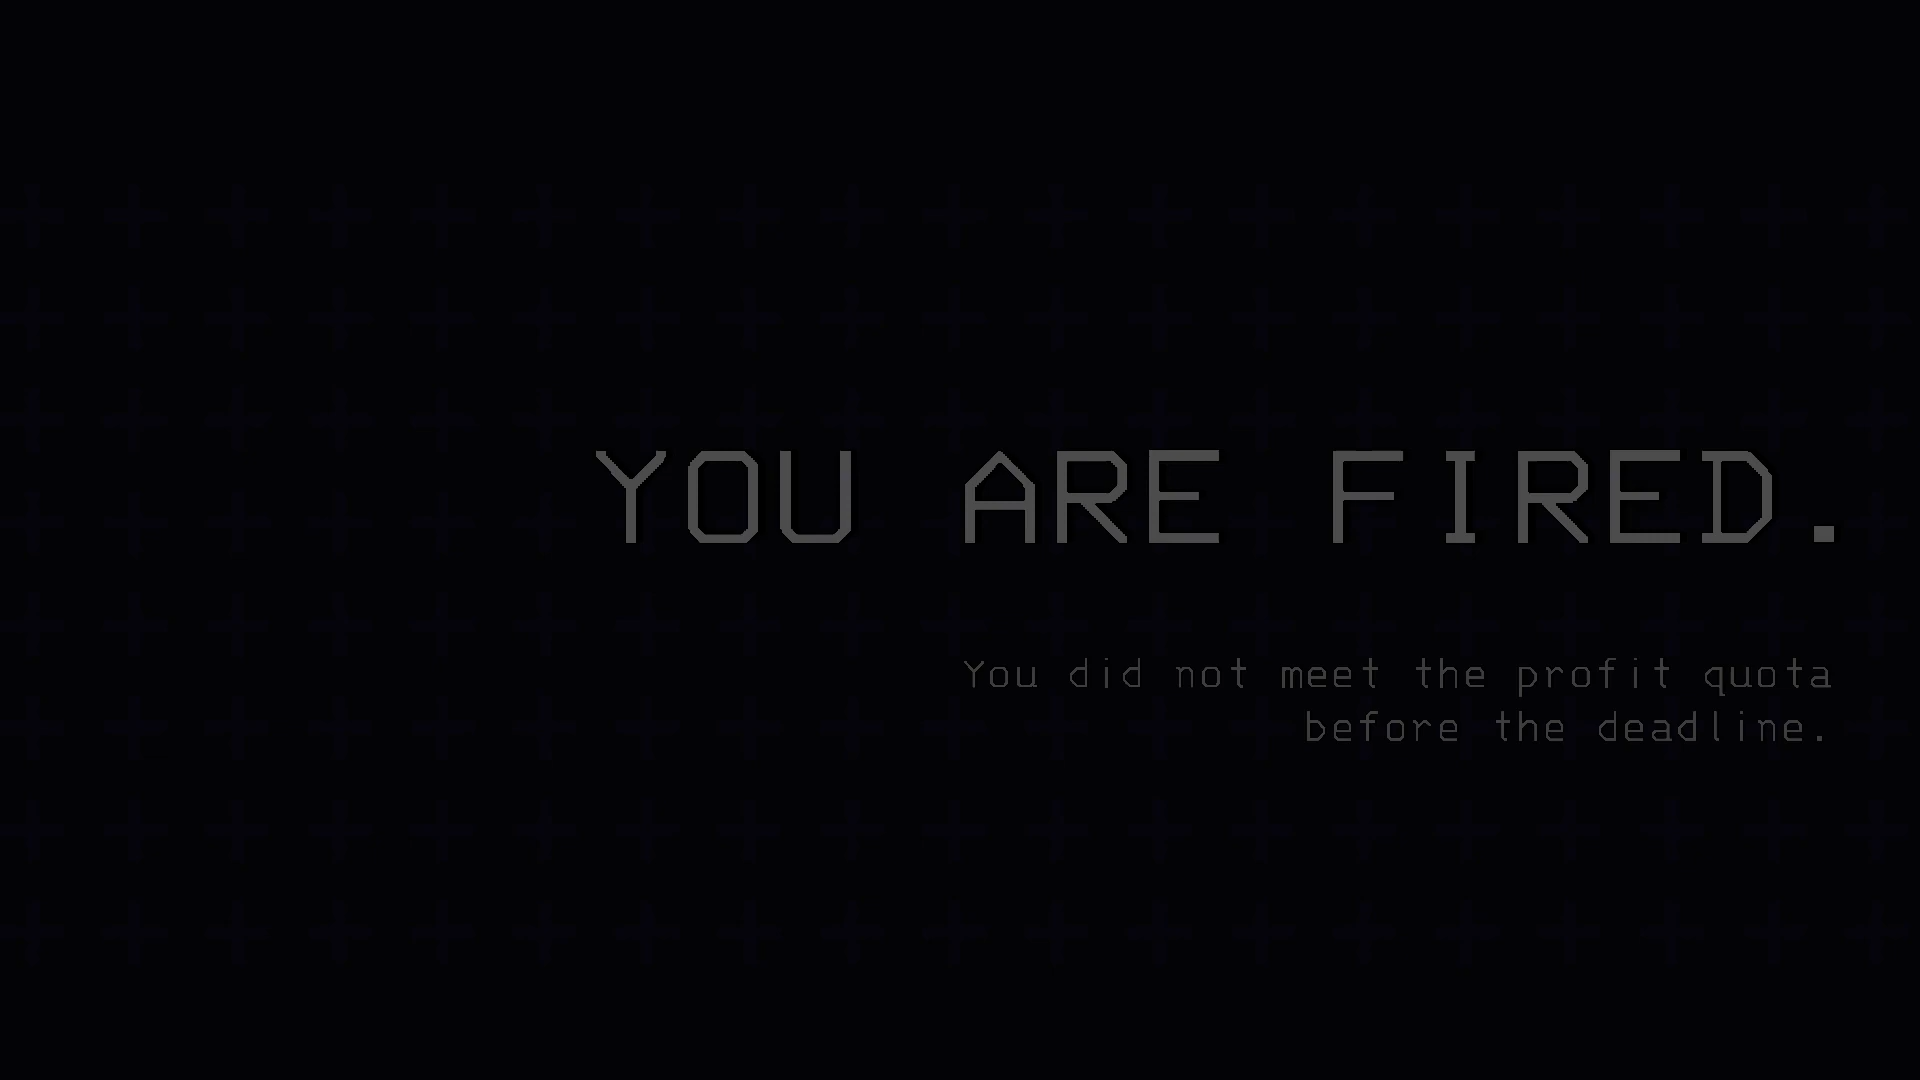 YOU ARE FIRED.
You did not meet the profit quota
before the deadline.